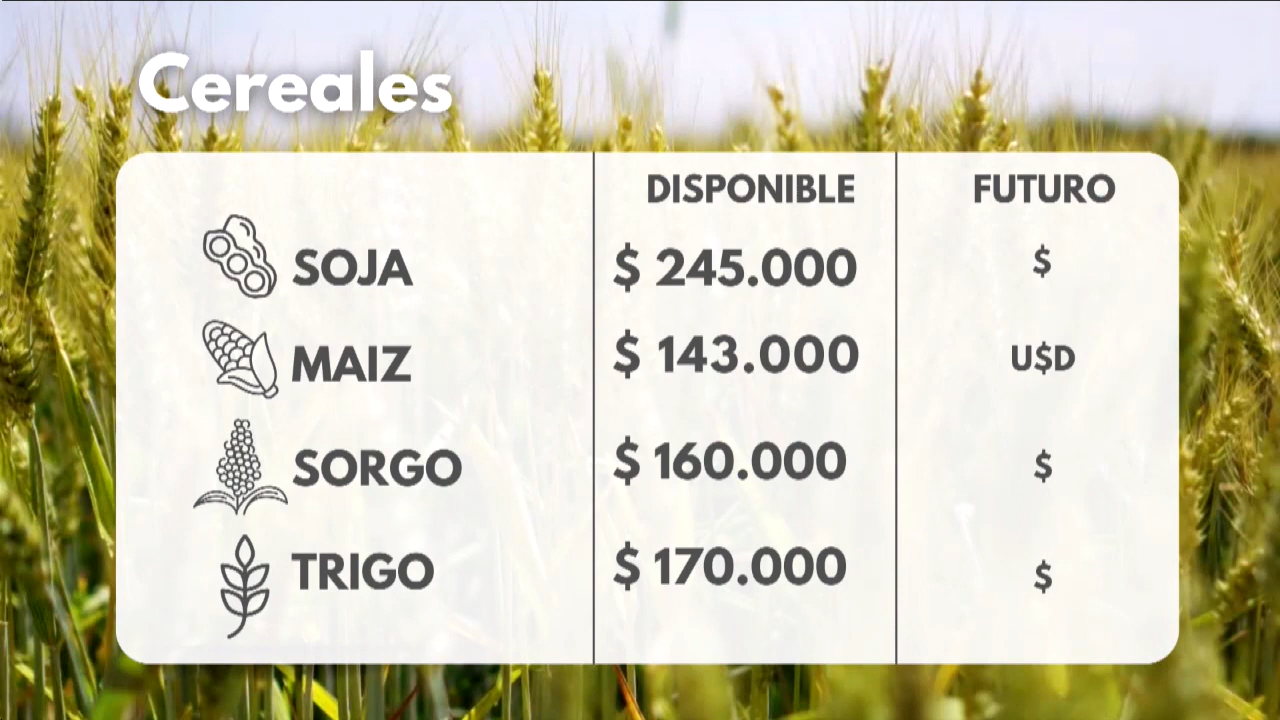 Cereales
DISPONIBLE FUTURO
SOJA $ 245.000 $
MAIZ $ 143.000 U$D
SORGO $ 160.000 $
TRIGO $ 170.000 $